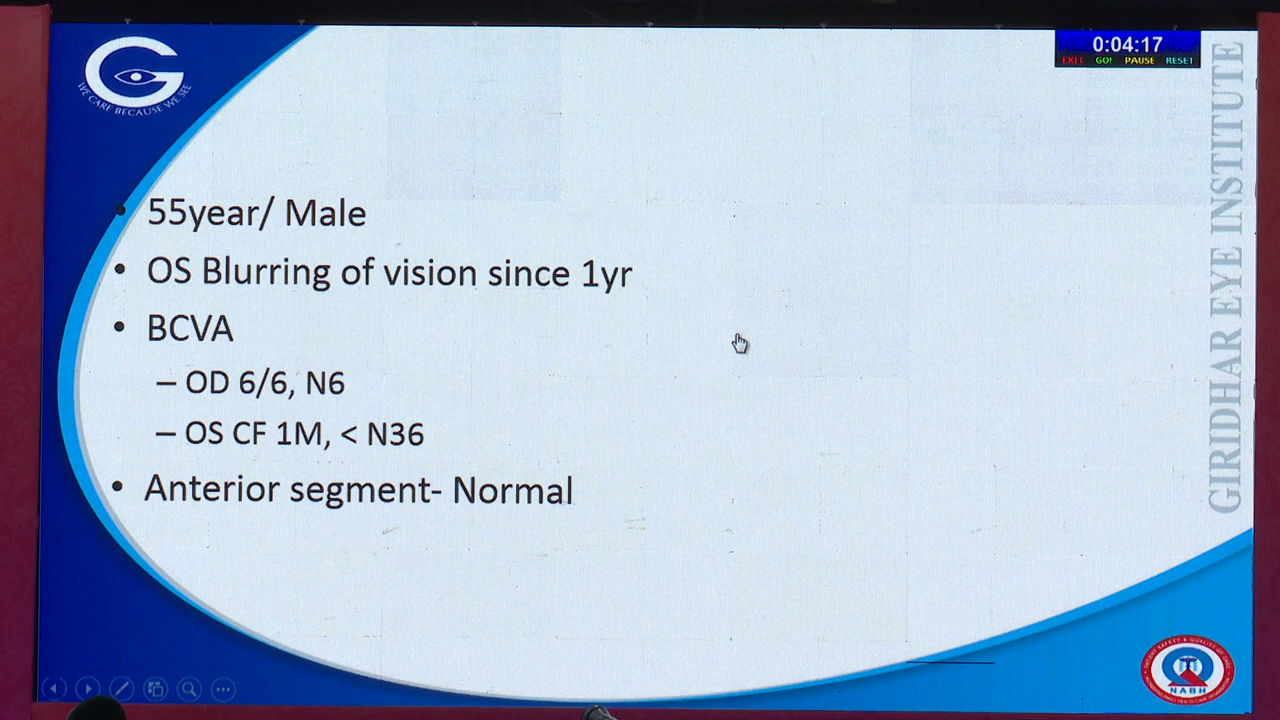 WE CARE BECAUSE WE SEE
0:04:17
EXIT GO! PAUSE RESET
GIRIDHAR EYE INSTITUTE
• 55year/ Male
• OS Blurring of vision since 1yr
• BCVA
– OD 6/6, N6
– OS CF 1M, < N36
• Anterior segment- Normal
NABH